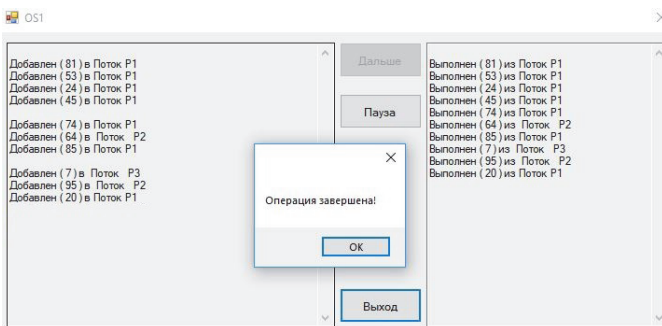 OS1
Добавлен ( 81 ) в Поток P1
Добавлен ( 53 ) в Поток P1
Добавлен ( 24 ) в Поток P1
Добавлен ( 45 ) в Поток P1
Добавлен ( 74 ) в Поток P1
Добавлен ( 64 ) в Поток P2
Добавлен ( 85 ) в Поток P1
Добавлен ( 7 ) в Поток P3
Добавлен ( 95 ) в Поток P2
Добавлен ( 20 ) в Поток P1
Дальше
Пауза
Операция завершена!
OK
Выход
Выполнен ( 81 ) из Поток P1
Выполнен ( 53 ) из Поток P1
Выполнен ( 24 ) из Поток P1
Выполнен ( 45 ) из Поток P1
Выполнен ( 74 ) из Поток P1
Выполнен ( 64 ) из Поток P2
Выполнен ( 85 ) из Поток P1
Выполнен ( 7 ) из Поток P3
Выполнен ( 95 ) из Поток P2
Выполнен ( 20 ) из Поток P1